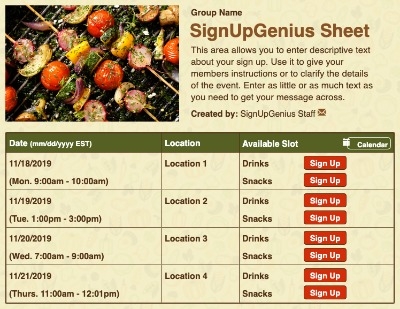 Group Name
SignUpGenius Sheet
This area allows you to enter descriptive text
about your sign up. Use it to give your
members instructions or to clarify the details
of the event. Enter as little or as much text as
you need to get your message across.
Created by: SignUpGenius Staff
Date (mm/dd/yyyy EST) Location Available Slot Calendar
11/18/2019 Location 1 Drinks Sign Up
(Mon. 9:00am - 10:00am) Snacks Sign Up
11/19/2019 Location 2 Drinks Sign Up
(Tue. 1:00pm - 3:00pm) Snacks Sign Up
11/20/2019 Location 3 Drinks Sign Up
(Wed. 7:00am - 9:00am) Snacks Sign Up
11/21/2019 Location 4 Drinks Sign Up
(Thurs. 11:00am - 12:01pm) Snacks Sign Up